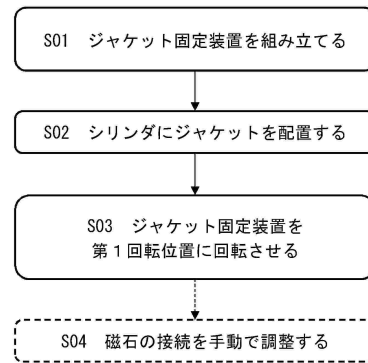 S01 ジャケット固定装置を組み立てる
S02 シリンダにジャケットを配置する
S03 ジャケット固定装置を
第１回転位置に回転させる
S04 磁石の接続を手動で調整する